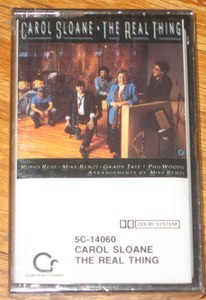 CAROL SLOANE • THE REAL THING
RUFUS REID • MIKE RENZI • GRADY TATE • PHIL WOODS
ARRANGEMENTS BY MIKE RENZI
DOLBY SYSTEM
5C-14060
CAROL SLOANE
THE REAL THING
CONTEMPORARY